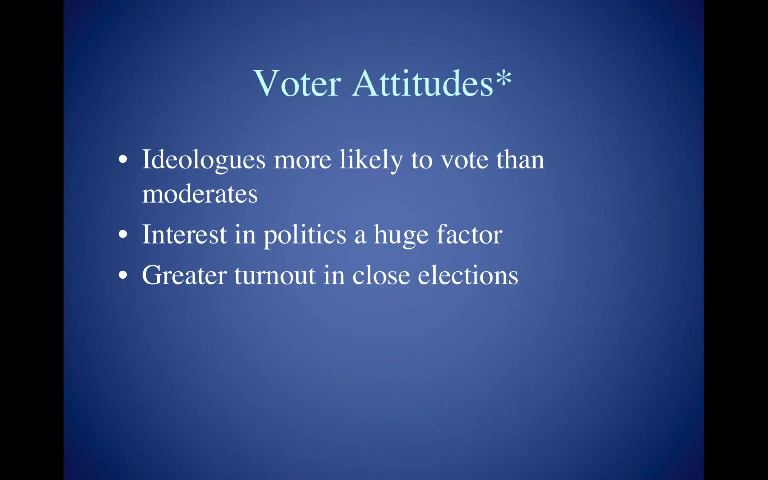 Voter Attitudes*
• Ideologues more likely to vote than
moderates
• Interest in politics a huge factor
• Greater turnout in close elections